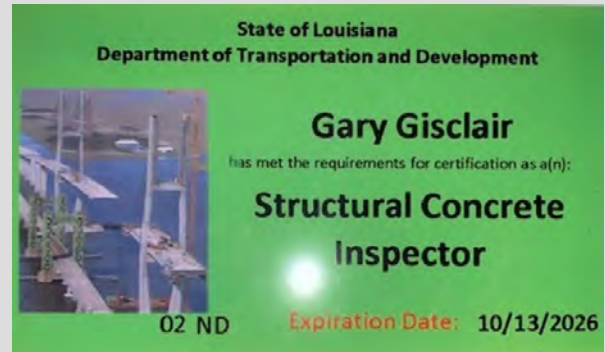 State of Louisiana
Department of Transportation and Development
Gary Gisclair
has met the requirements for certification as a(n):
Structural Concrete
Inspector
02 ND Expiration Date: 10/13/2026